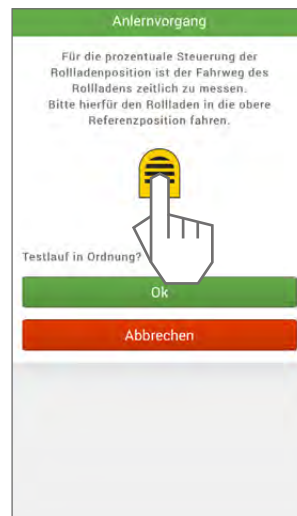 Anlernvorgang
Für die prozentuale Steuerung der
Rollladenposition ist der Fahrweg des
Rollladens zeitlich zu messen.
Bitte hierfür den Rollladen in die obere
Referenzposition fahren.
Testlauf in Ordnung?
Ok
Abbrechen